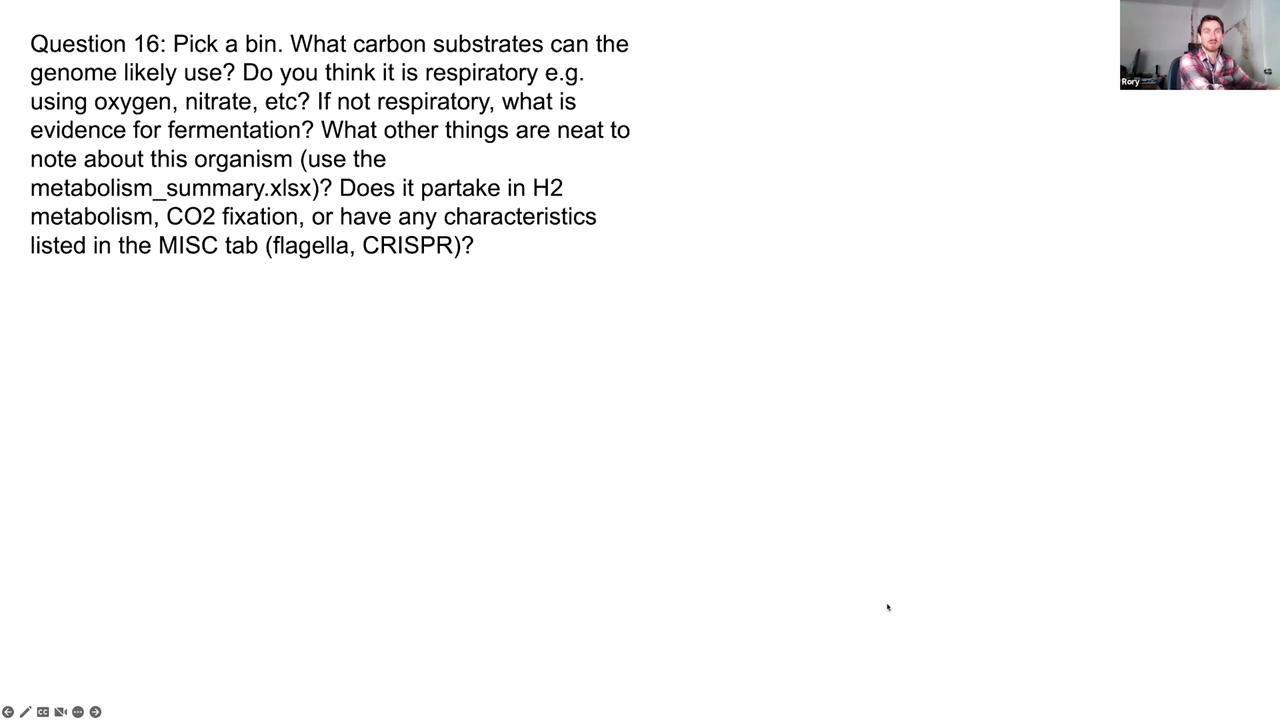 Question 16: Pick a bin. What carbon substrates can the
genome likely use? Do you think it is respiratory e.g.
using oxygen, nitrate, etc? If not respiratory, what is
evidence for fermentation? What other things are neat to
note about this organism (use the
metabolism_summary.xlsx)? Does it partake in H2
metabolism, CO2 fixation, or have any characteristics
listed in the MISC tab (flagella, CRISPR)?
Rory
CC